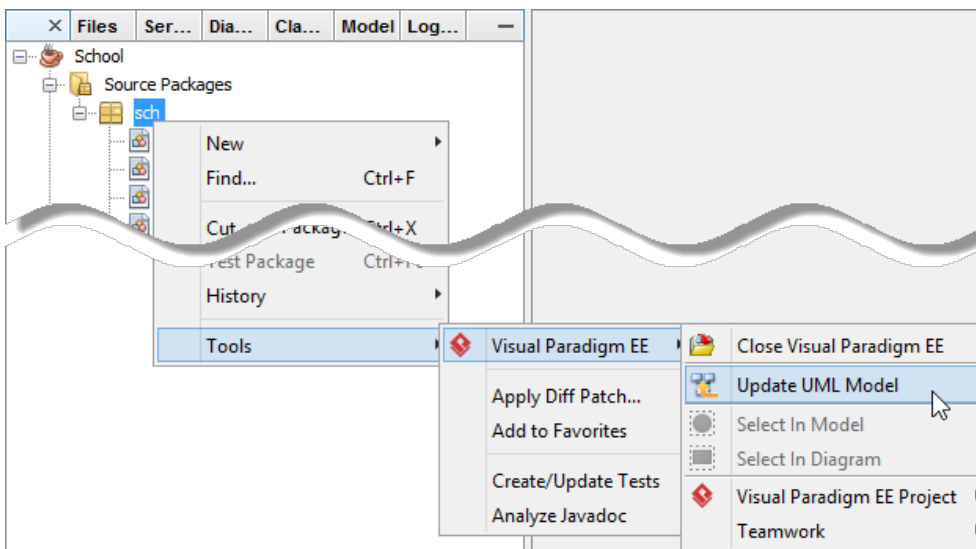 Files Ser... Dia... Cla... Model Log...
School
Source Packages
sch
New
Find... Ctrl+F
Cut Ctrl+X
Test Package
History
Tools
Visual Paradigm EE
Apply Diff Patch...
Add to Favorites
Create/Update Tests
Analyze Javadoc
Close Visual Paradigm EE
Update UML Model
Select In Model
Select In Diagram
Visual Paradigm EE Project
Teamwork